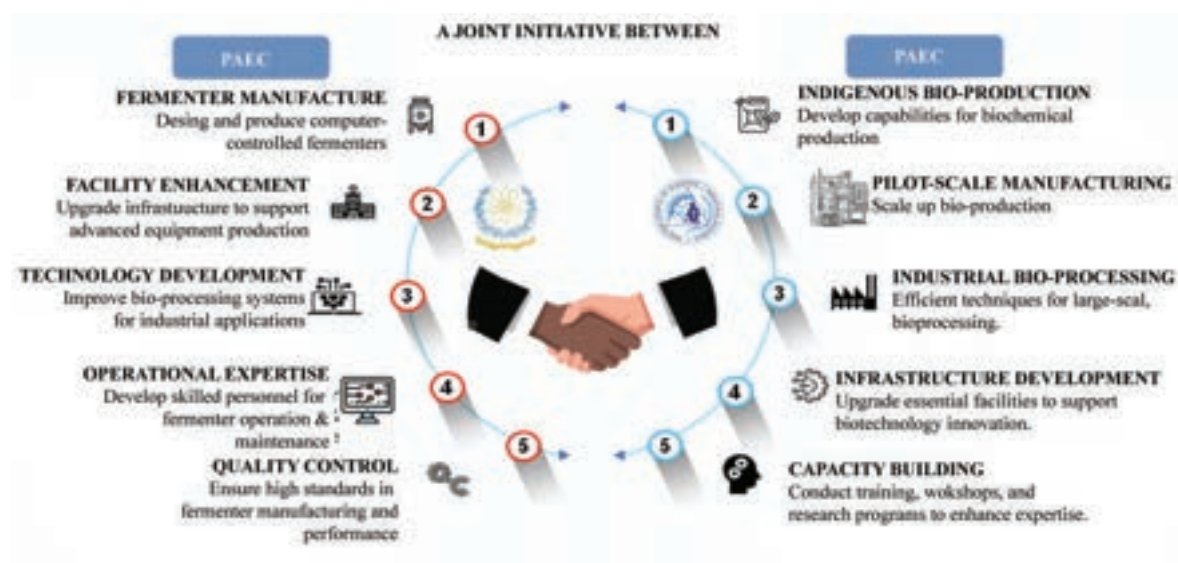 A JOINT INITIATIVE BETWEEN
PAEC
FERMENTER MANUFACTURE
Desing and produce computer-
controlled fermenters
1
FACILITY ENHANCEMENT
Upgrade infrastuucture to support
advanced equipment production
2
TECHNOLOGY DEVELOPMENT
Improve bio-processing systems
for industrial applications
3
OPERATIONAL EXPERTISE
Develop skilled personnel for
fermenter operation &
maintenance
4
QUALITY CONTROL
Ensure high standards in
fermenter manufacturing and
performance
5
PAEC
INDIGENOUS BIO-PRODUCTION
Develop capabilities for biochemical
production
1
PILOT-SCALE MANUFACTURING
Scale up bio-production
2
INDUSTRIAL BIO-PROCESSING
Efficient techniques for large-scal,
bioprocessing.
3
INFRASTRUCTURE DEVELOPMENT
Upgrade essential facilities to support
biotechnology innovation.
4
CAPACITY BUILDING
Conduct training, wokshops, and
research programs to enhance expertise.
5